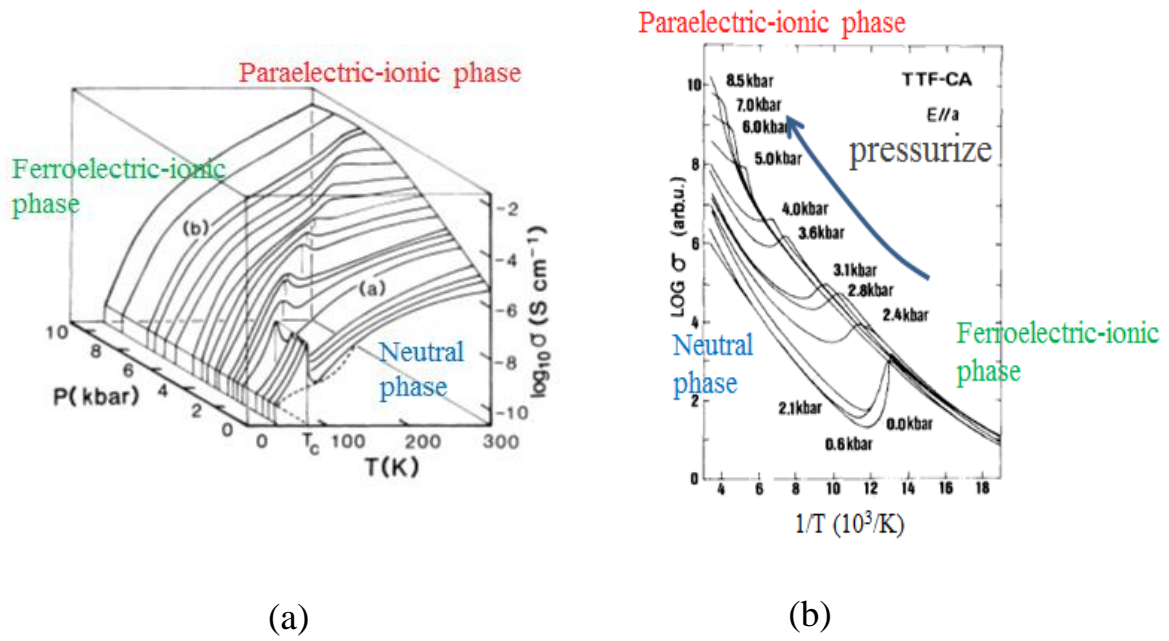 Paraelectric-ionic phase
Ferroelectric-ionic
phase
(b)
(a)
Neutral
phase
10
8
6
4
2
0
P(kbar)
0
Tc
100
200
300
T(K)
-2
-4
-6
-8
-10
log10 σ (S cm-1)
(a)
Paraelectric-ionic phase
TTF-CA
E//a
pressurize
8.5kbar
7.0kbar
6.0kbar
5.0kbar
4.0kbar
3.6kbar
3.1kbar
2.8kbar
2.4kbar
Neutral
phase
Ferroelectric-ionic
phase
2.1kbar
0.0kbar
0.6kbar
LOG σ (arb.u.)
10
8
6
4
2
0
4
6
8
10
12
14
16
18
1/T (10³/K)
(b)